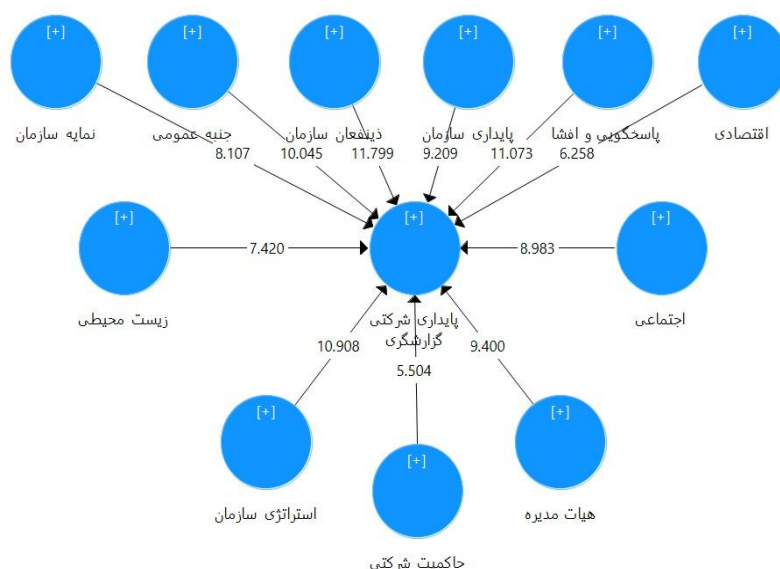 [+] [+] [+] [+] [+] [+]
نمایه سازمان
جنبه عمومی
ذینفعان سازمان
پایداری سازمان
پاسخگویی و افشا
اقتصادی
8.107 10.045 11.799 9.209 11.073 6.258
[+] [+] [+]
7.420 8.983
زیست محیطی
پایداری شرکتی
گزارشگری
اجتماعی
10.908 5.504 9.400
[+] [+] [+]
استراتژی سازمان
حاکمیت شرکتی
هیات مدیره